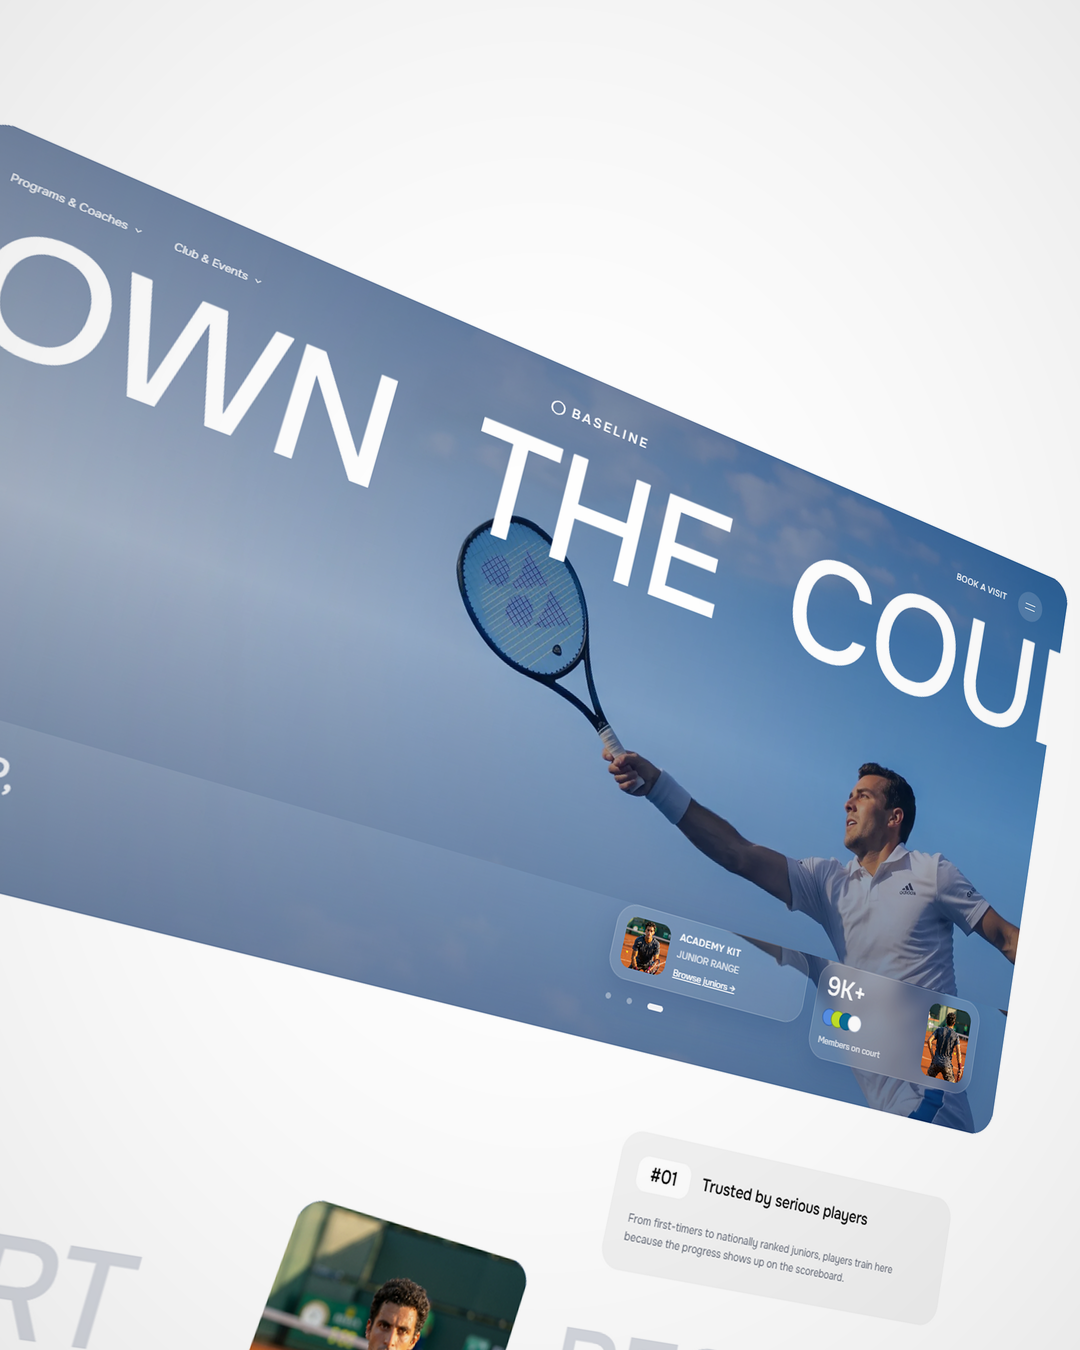 Programs & Coaches
Club & Events
BASELINE
BOOK A VISIT
OWN THE COU
ACADEMY KIT
JUNIOR RANGE
Browse juniors →
adidas
9K+
Members on court
#01
Trusted by serious players
From first-timers to nationally ranked juniors, players train here
because the progress shows up on the scoreboard.
RT